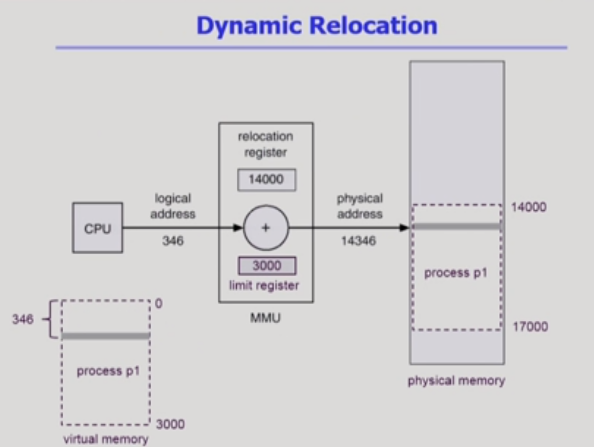 Dynamic Relocation
relocation
register
14000
logical
address
physical
address
14000
CPU
+
346
14346
3000
limit register
process p1
MMU
0
346
process p1
17000
3000
virtual memory
physical memory